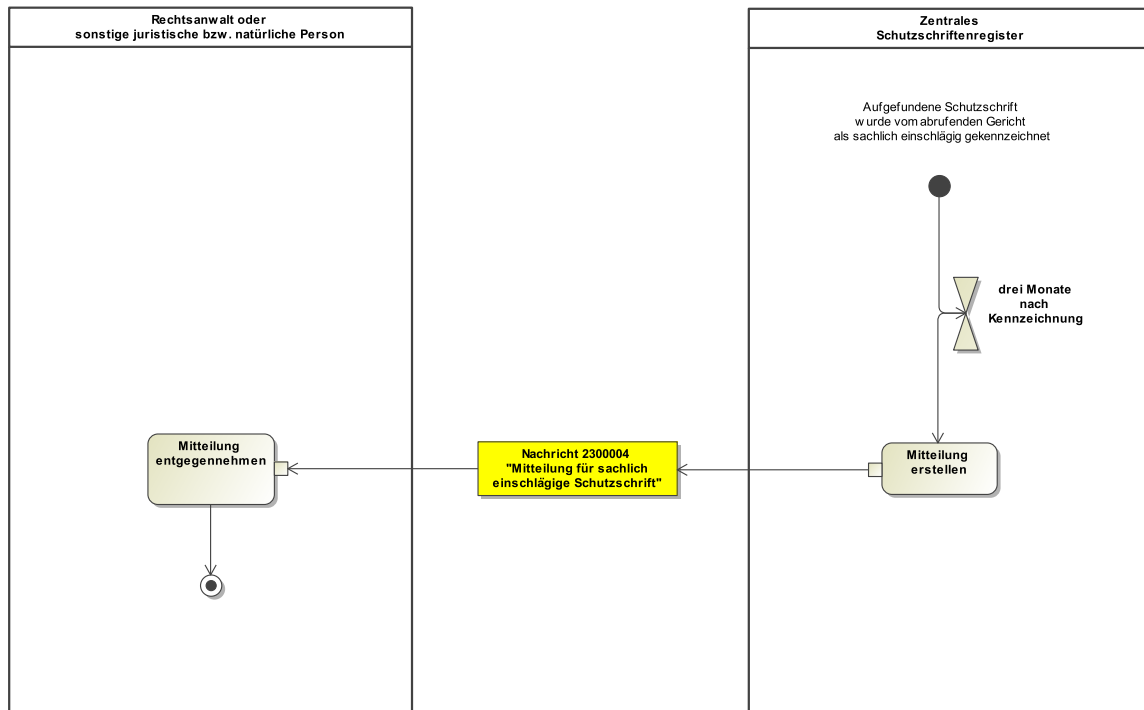 Rechtsanwalt oder
sonstige juristische bzw. natürliche Person
Zentrales
Schutzschriftenregister
Aufgefundene Schutzschrift
wurde vom abrufenden Gericht
als sachlich einschlägig gekennzeichnet
drei Monate
nach
Kennzeichnung
Mitteilung
entgegennehmen
Nachricht 2300004
"Mitteilung für sachlich
einschlägige Schutzschrift"
Mitteilung
erstellen